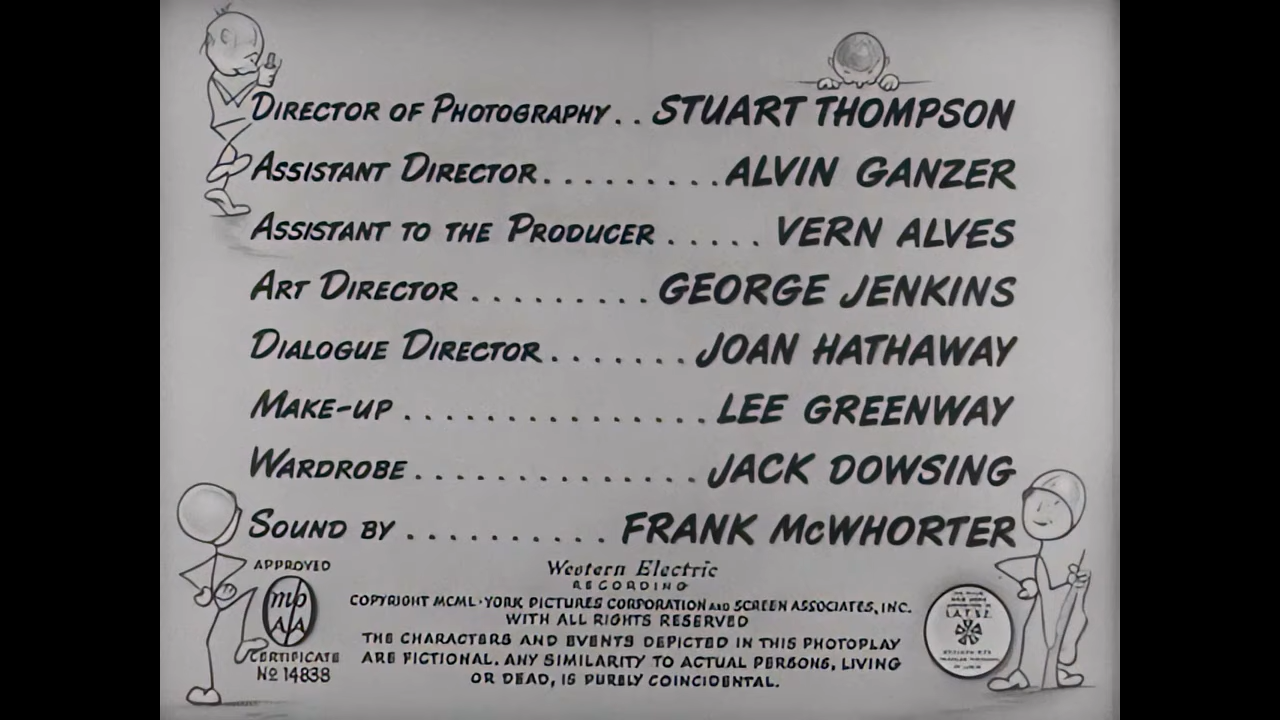 DIRECTOR OF PHOTOGRAPHY . . STUART THOMPSON
ASSISTANT DIRECTOR . . . . . . . . . ALVIN GANZER
ASSISTANT TO THE PRODUCER . . . . . VERN ALVES
ART DIRECTOR . . . . . . . . . GEORGE JENKINS
DIALOGUE DIRECTOR . . . . . . . JOAN HATHAWAY
MAKE-UP . . . . . . . . . . . . . . . . LEE GREENWAY
WARDROBE . . . . . . . . . . . . . . . JACK DOWSING
SOUND BY . . . . . . . . . . FRANK McWHORTER
APPROVED
mp
AA
CERTIFICATE
No 14838
Western Electric
RECORDING
COPYRIGHT MCML · YORK PICTURES CORPORATION AND SCREEN ASSOCIATES, INC.
WITH ALL RIGHTS RESERVED
THE CHARACTERS AND EVENTS DEPICTED IN THIS PHOTOPLAY
ARE FICTIONAL. ANY SIMILARITY TO ACTUAL PERSONS, LIVING
OR DEAD, IS PURELY COINCIDENTAL.
I.A.T.S.E.